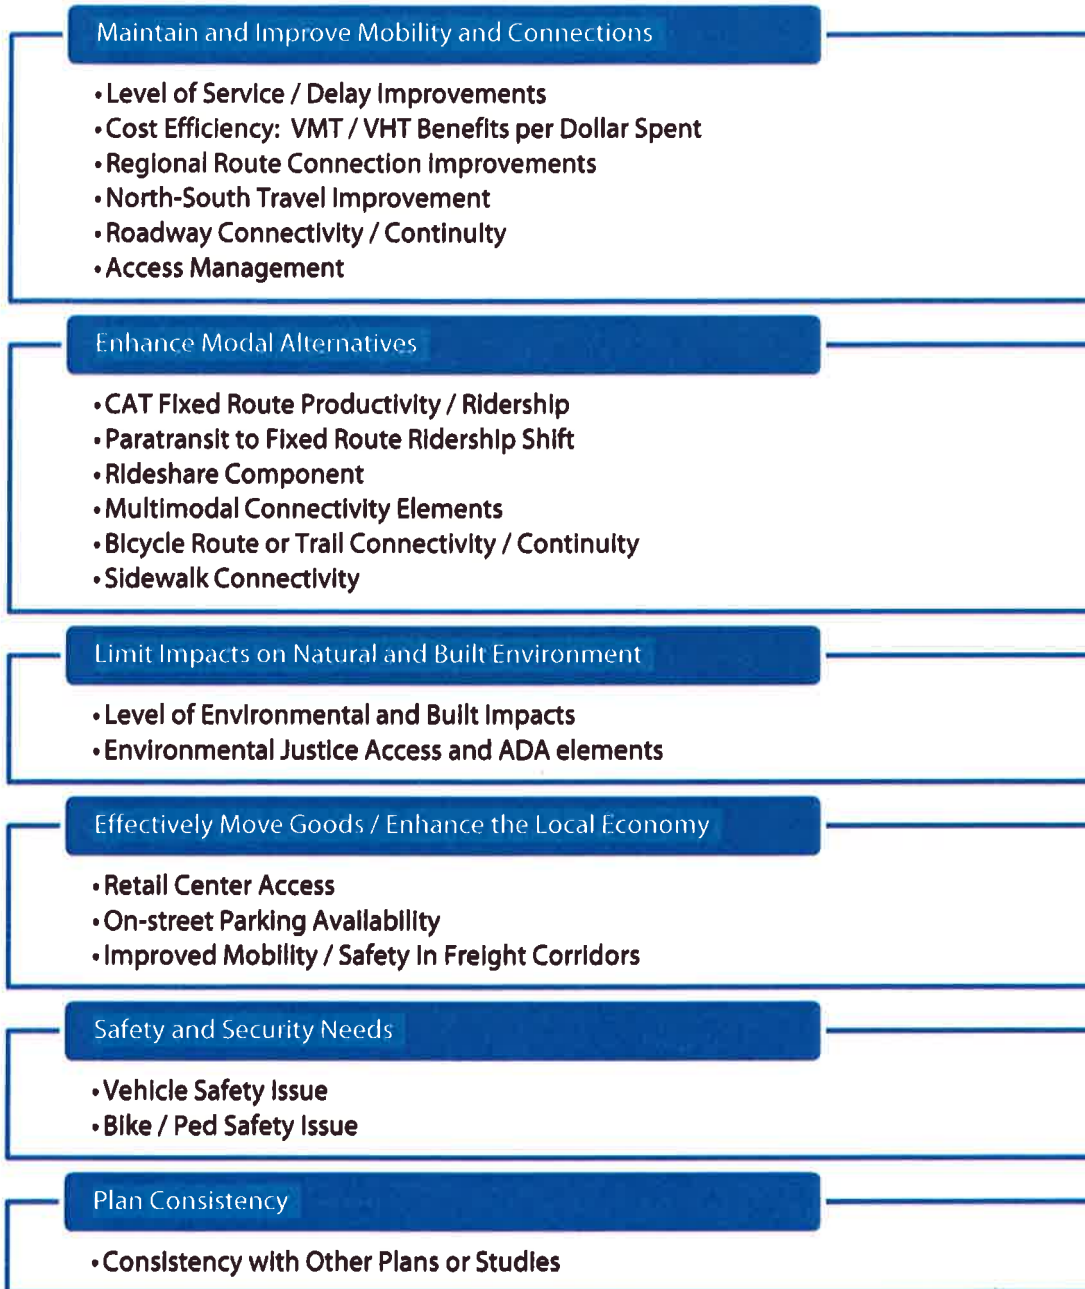 Maintain and Improve Mobility and Connections
• Level of Service / Delay Improvements
• Cost Efficiency: VMT / VHT Benefits per Dollar Spent
• Regional Route Connection Improvements
• North-South Travel Improvement
• Roadway Connectivity / Continuity
• Access Management
Enhance Modal Alternatives
• CAT Fixed Route Productivity / Ridership
• Paratransit to Fixed Route Ridership Shift
• Rideshare Component
• Multimodal Connectivity Elements
• Bicycle Route or Trail Connectivity / Continuity
• Sidewalk Connectivity
Limit Impacts on Natural and Built Environment
• Level of Environmental and Built Impacts
• Environmental Justice Access and ADA elements
Effectively Move Goods / Enhance the Local Economy
• Retail Center Access
• On-street Parking Availability
• Improved Mobility / Safety in Freight Corridors
Safety and Security Needs
• Vehicle Safety Issue
• Bike / Ped Safety Issue
Plan Consistency
• Consistency with Other Plans or Studies